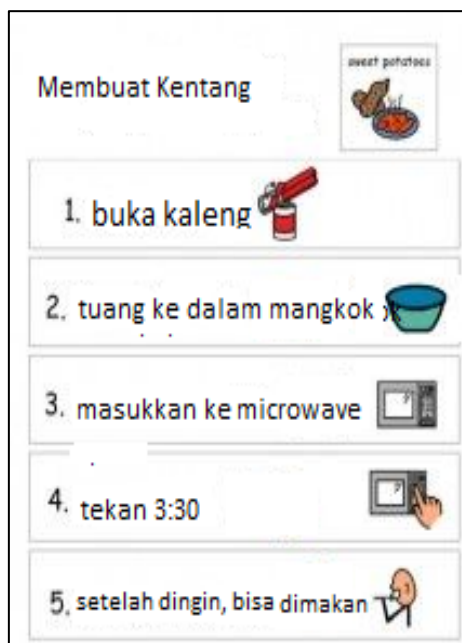 sweet potatoes
Membuat Kentang
1. buka kaleng
2. tuang ke dalam mangkok
3. masukkan ke microwave
4. tekan 3:30
5. setelah dingin, bisa dimakan